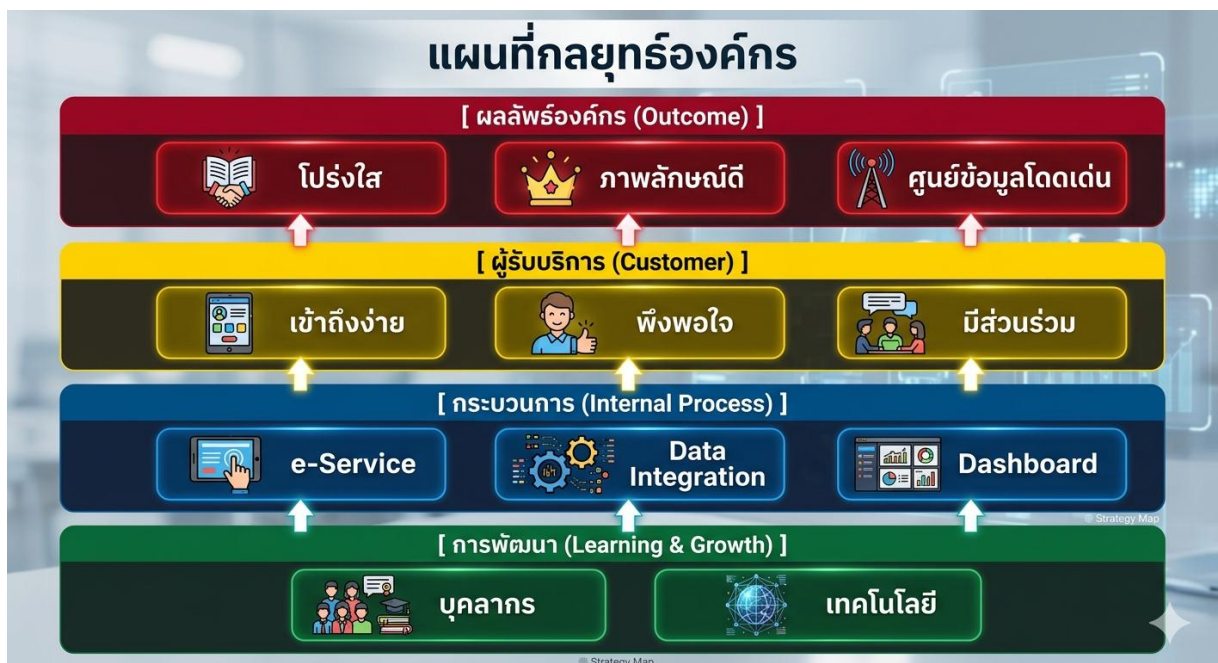 แผนที่กลยุทธ์องค์กร
[ ผลลัพธ์องค์กร (Outcome) ]
โปร่งใส
ภาพลักษณ์ดี
ศูนย์ข้อมูลโดดเด่น
[ ผู้รับบริการ (Customer) ]
เข้าถึงง่าย
พึงพอใจ
มีส่วนร่วม
[ กระบวนการ (Internal Process) ]
e-Service
Data
Integration
Dashboard
Strategy Map
[ การพัฒนา (Learning & Growth) ]
บุคลากร
เทคโนโลยี
Strategy Map